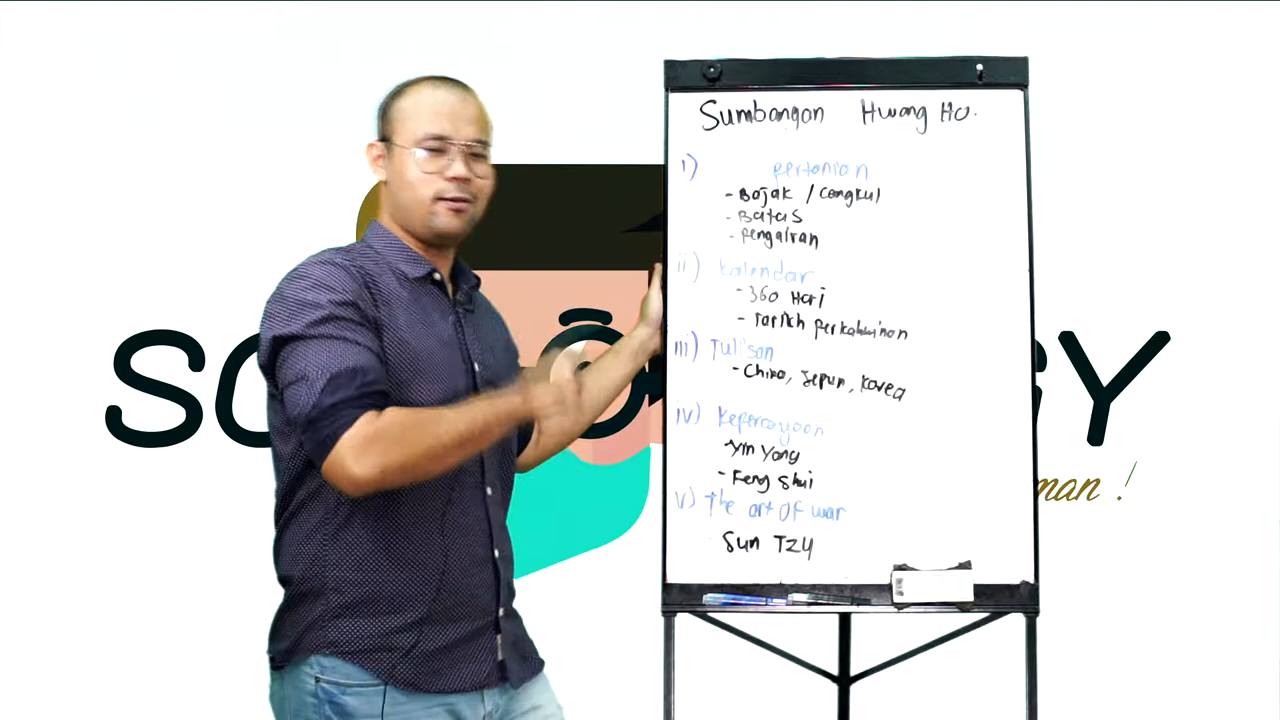 Sumbangan Hwang Ho.
i) pertanian
- Bajak / Cangkul
- Batas
- Pengairan
ii) Kalendar
- 360 Hari
- Tarikh perkahwinan
iii) Tulisan
- China, Jepun, Korea
iv) Kepercayaan
- Yin Yang
- Feng Shui
v) The art of war
Sun Tzu
man !